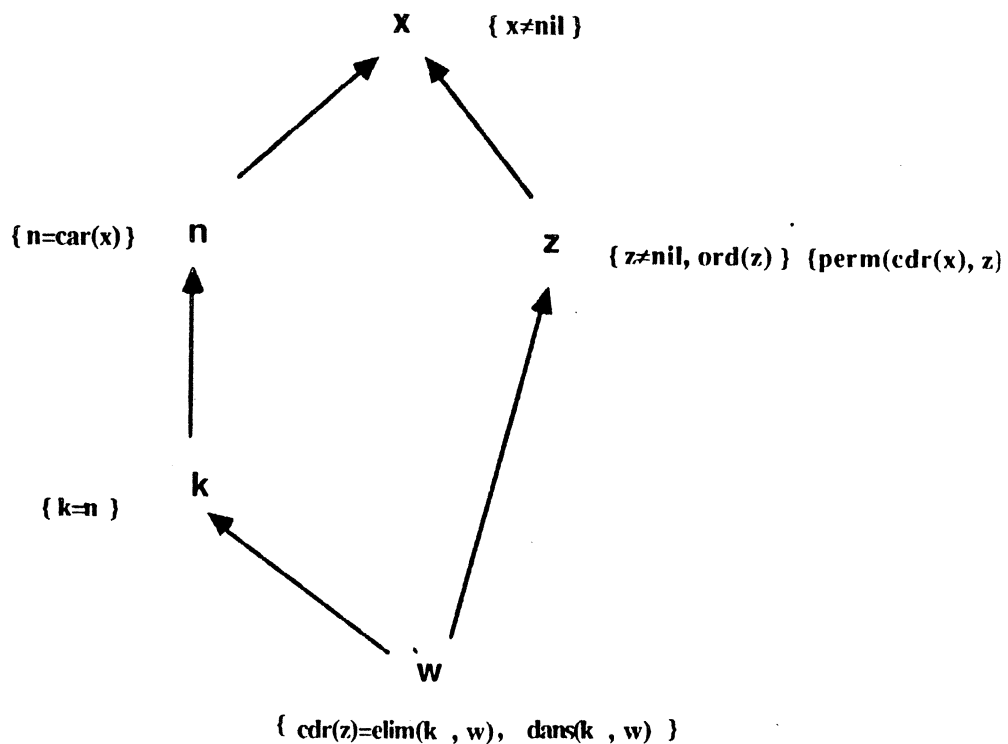 x { x≠nil }
{ n=car(x) } n
z { z≠nil, ord(z) } {perm(cdr(x), z)
k
{ k=n }
w
{ cdr(z)=elim(k , w), dans(k , w) }